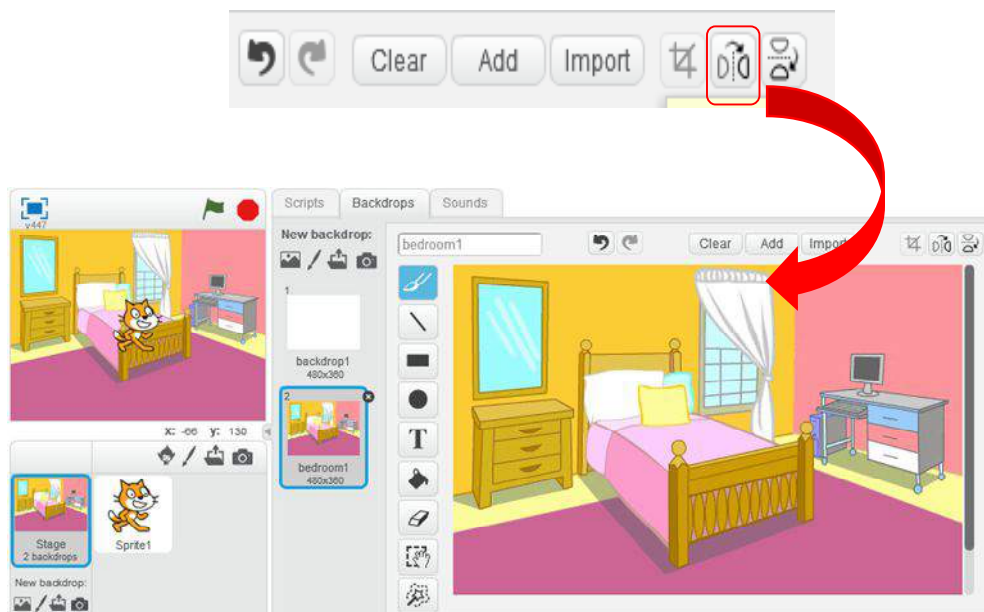 Clear Add Import
v447
Scripts Backdrops Sounds
New backdrop:
bedroom1
Clear Add Import
1
backdrop1
480x360
2
bedroom1
480x360
T
x: -66 y: 130
Stage
2 backdrops
Sprite1
New backdrop: